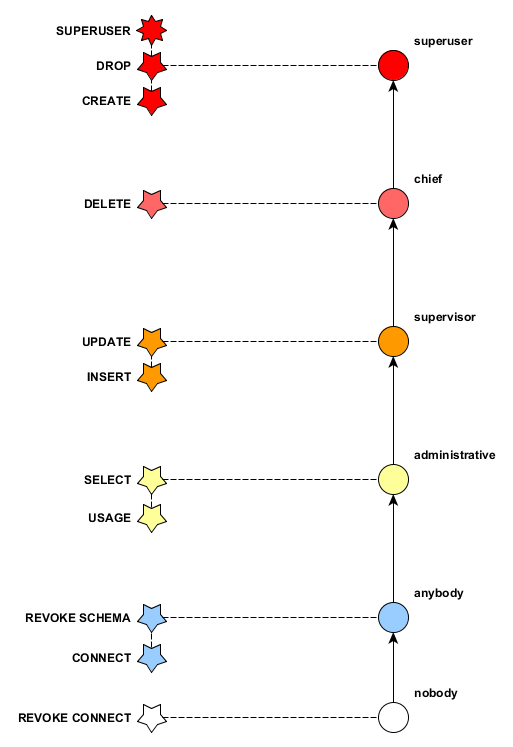 SUPERUSER
superuser
DROP
CREATE
chief
DELETE
supervisor
UPDATE
INSERT
administrative
SELECT
USAGE
anybody
REVOKE SCHEMA
CONNECT
nobody
REVOKE CONNECT